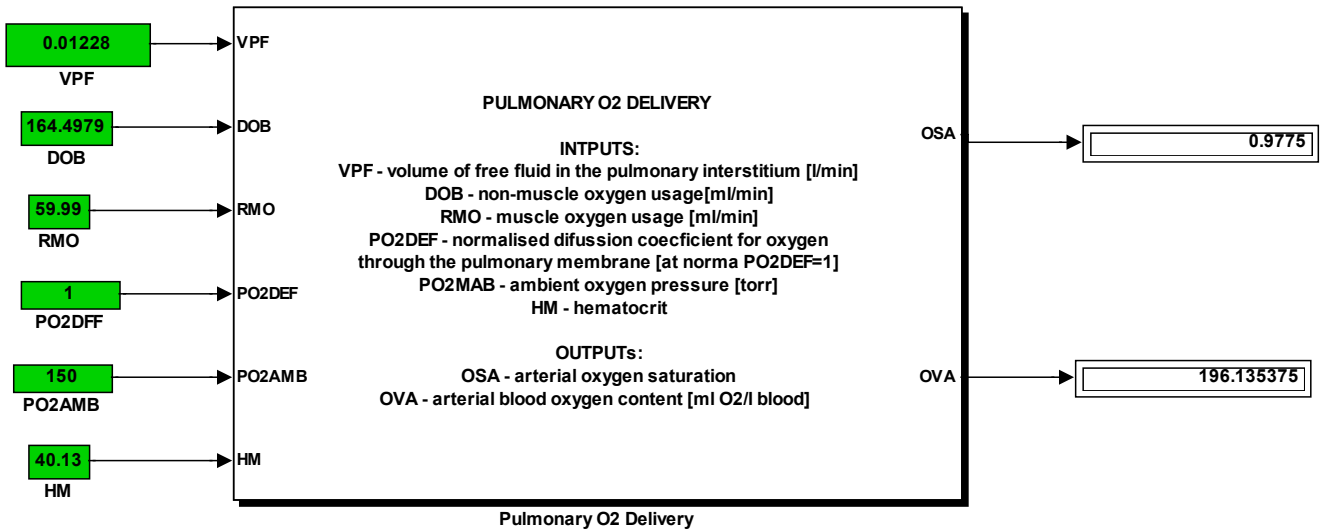 0.01228
VPF
VPF
164.4979
DOB
DOB
59.99
RMO
RMO
1
PO2DFF
PO2DEF
150
PO2AMB
PO2AMB
40.13
HM
HM
PULMONARY O2 DELIVERY
INTPUTS:
VPF - volume of free fluid in the pulmonary interstitium [l/min]
DOB - non-muscle oxygen usage[ml/min]
RMO - muscle oxygen usage [ml/min]
PO2DEF - normalised difussion coecficient for oxygen
through the pulmonary membrane [at norma PO2DEF=1]
PO2MAB - ambient oxygen pressure [torr]
HM - hematocrit
OUTPUTs:
OSA - arterial oxygen saturation
OVA - arterial blood oxygen content [ml O2/l blood]
OSA
0.9775
OVA
196.135375
Pulmonary O2 Delivery